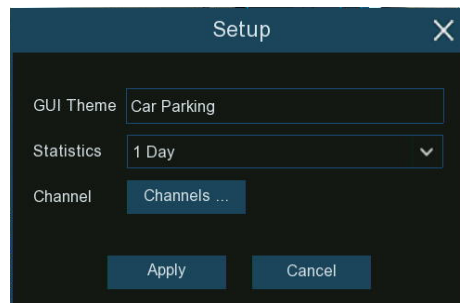 Setup
GUI Theme Car Parking
Statistics 1 Day
Channel Channels ...
Apply Cancel